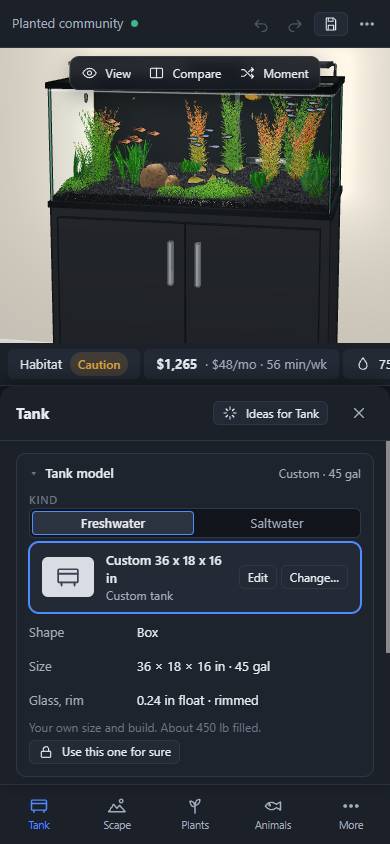 Planted community
View
Compare
Moment
Habitat Caution
$1,265 · $48/mo · 56 min/wk
75
Tank
Ideas for Tank
Tank model
Custom · 45 gal
KIND
Freshwater
Saltwater
Custom 36 x 18 x 16
in
Custom tank
Edit
Change...
Shape Box
Size 36 × 18 × 16 in · 45 gal
Glass, rim 0.24 in float · rimmed
Your own size and build. About 450 lb filled.
Use this one for sure
Tank
Scape
Plants
Animals
More